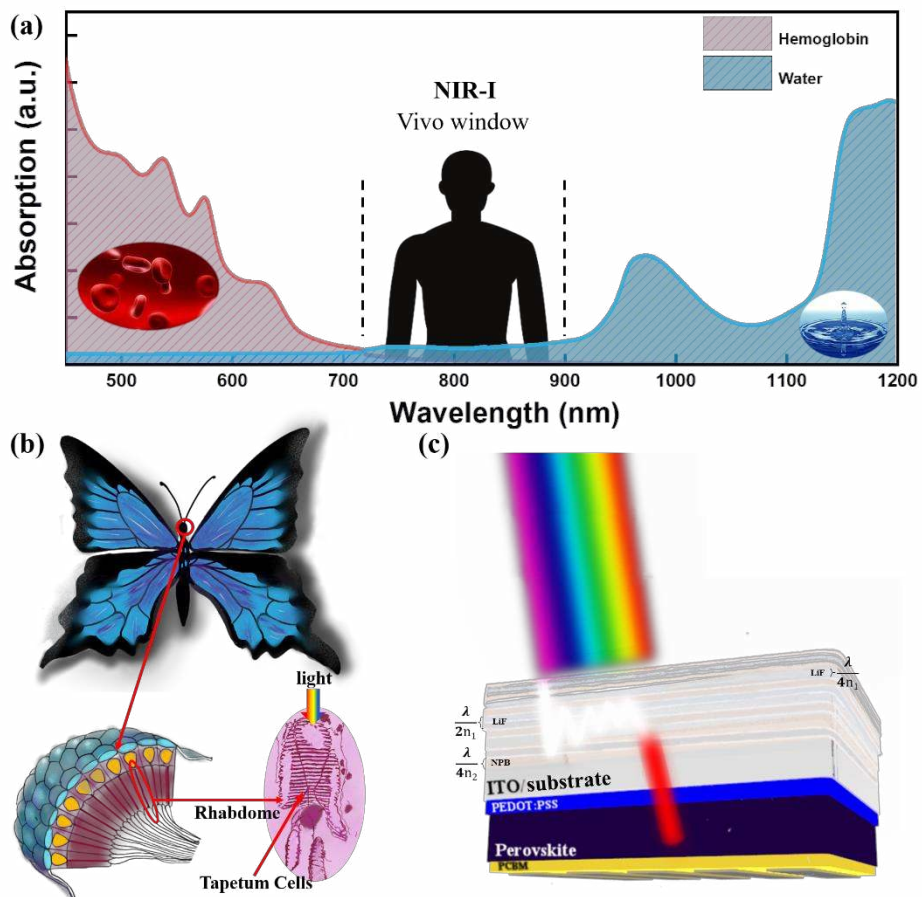 (a)
Absorption (a.u.)
Hemoglobin
Water
NIR-I
Vivo window
500 600 700 800 900 1000 1100 1200
Wavelength (nm)
(b)
light
Rhabdome
Tapetum Cells
(c)
LiF
λ/4n₁
λ/2n₁
LiF
λ/4n₂
NPB
ITO/substrate
PEDOT:PSS
Perovskite
PCBM